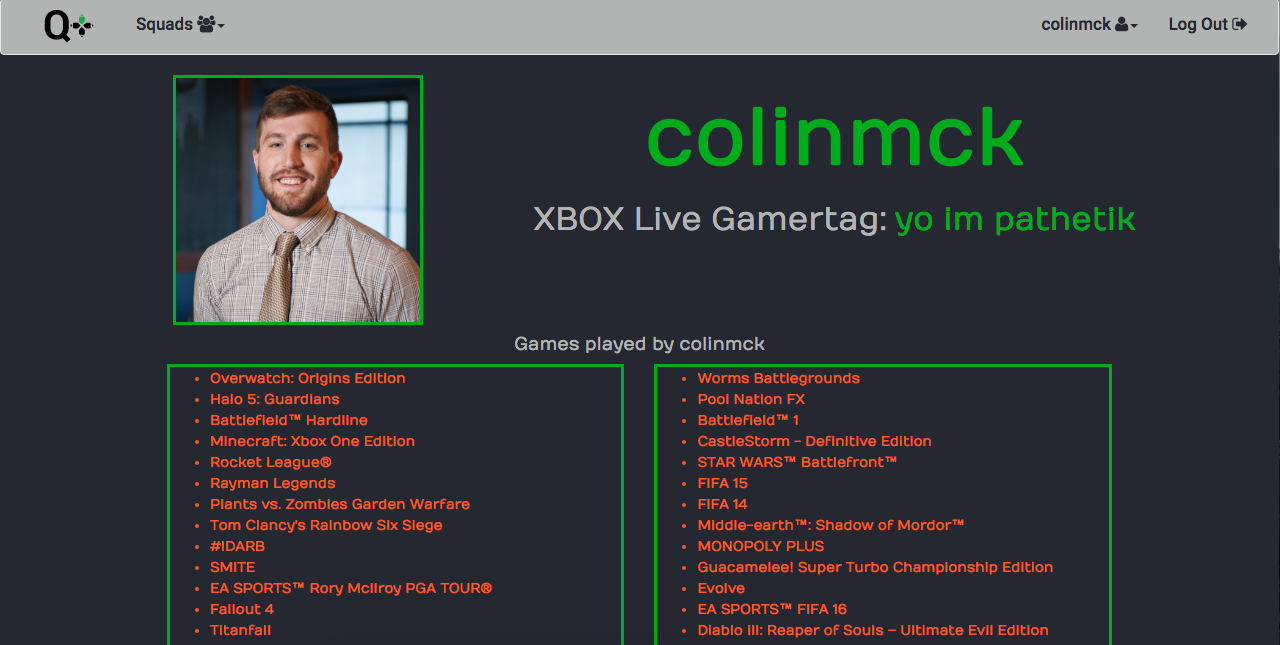 Q
Squads
colinmck
Log Out
colinmck
XBOX Live Gamertag: yo im pathetik
Games played by colinmck
Overwatch: Origins Edition
Halo 5: Guardians
Battlefield™ Hardline
Minecraft: Xbox One Edition
Rocket League®
Rayman Legends
Plants vs. Zombies Garden Warfare
Tom Clancy's Rainbow Six Siege
#IDARB
SMITE
EA SPORTS™ Rory McIlroy PGA TOUR®
Fallout 4
Titanfall
Worms Battlegrounds
Pool Nation FX
Battlefield™ 1
CastleStorm - Definitive Edition
STAR WARS™ Battlefront™
FIFA 15
FIFA 14
Middle-earth™: Shadow of Mordor™
MONOPOLY PLUS
Guacamelee! Super Turbo Championship Edition
Evolve
EA SPORTS™ FIFA 16
Diablo III: Reaper of Souls – Ultimate Evil Edition